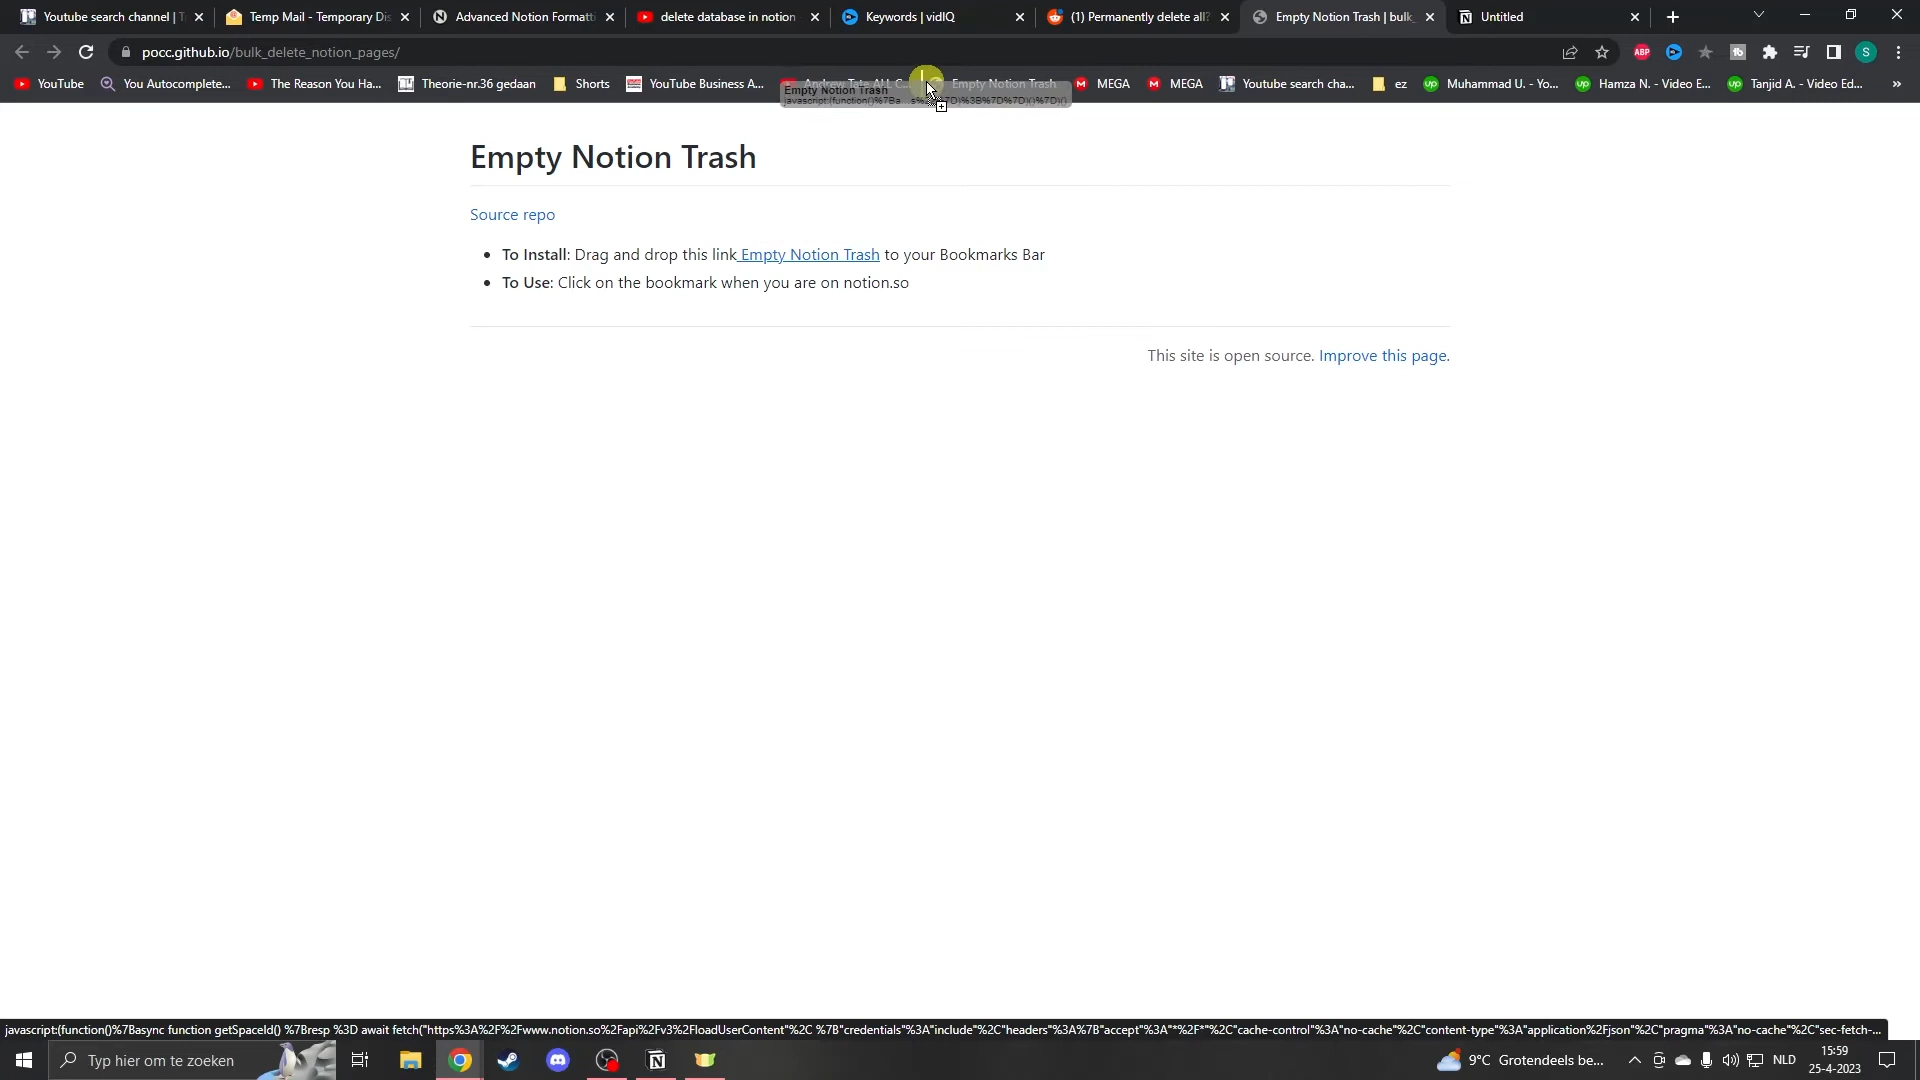 Youtube search channel | T
Temp Mail - Temporary Dis
Advanced Notion Formatti
delete database in notion
Keywords | vidIQ
(1) Permanently delete all?
Empty Notion Trash | bulk_
Untitled
pocc.github.io/bulk_delete_notion_pages/
ABP
S
YouTube
You Autocomplete...
The Reason You Ha...
Theorie-nr.36 gedaan
Shorts
YouTube Business A...
Andrew Tate ALL C...
Empty Notion Trash
MEGA
MEGA
Youtube search cha...
ez
Muhammad U. - Yo...
Hamza N. - Video E...
Tanjid A. - Video Ed...
»
Empty Notion Trash
Empty Notion Trash
Source repo
To Install: Drag and drop this link Empty Notion Trash to your Bookmarks Bar
To Use: Click on the bookmark when you are on notion.so
This site is open source. Improve this page.
javascript:(function()%7Basync function getSpaceId() %7Bresp %3D await fetch("https%3A%2F%2Fwww.notion.so%2Fapi%2Fv3%2FloadUserContent"%2C %7B"credentials"%3A"include"%2C"headers"%3A%7B"accept"%3A"*%2F*"%2C"cache-control"%3A"no-cache"%2C"content-type"%3A"application%2Fjson"%2C"pragma"%3A"no-cache"%2C"sec-fetch-...
Typ hier om te zoeken
9°C Grotendeels be...
NLD
15:59
25-4-2023